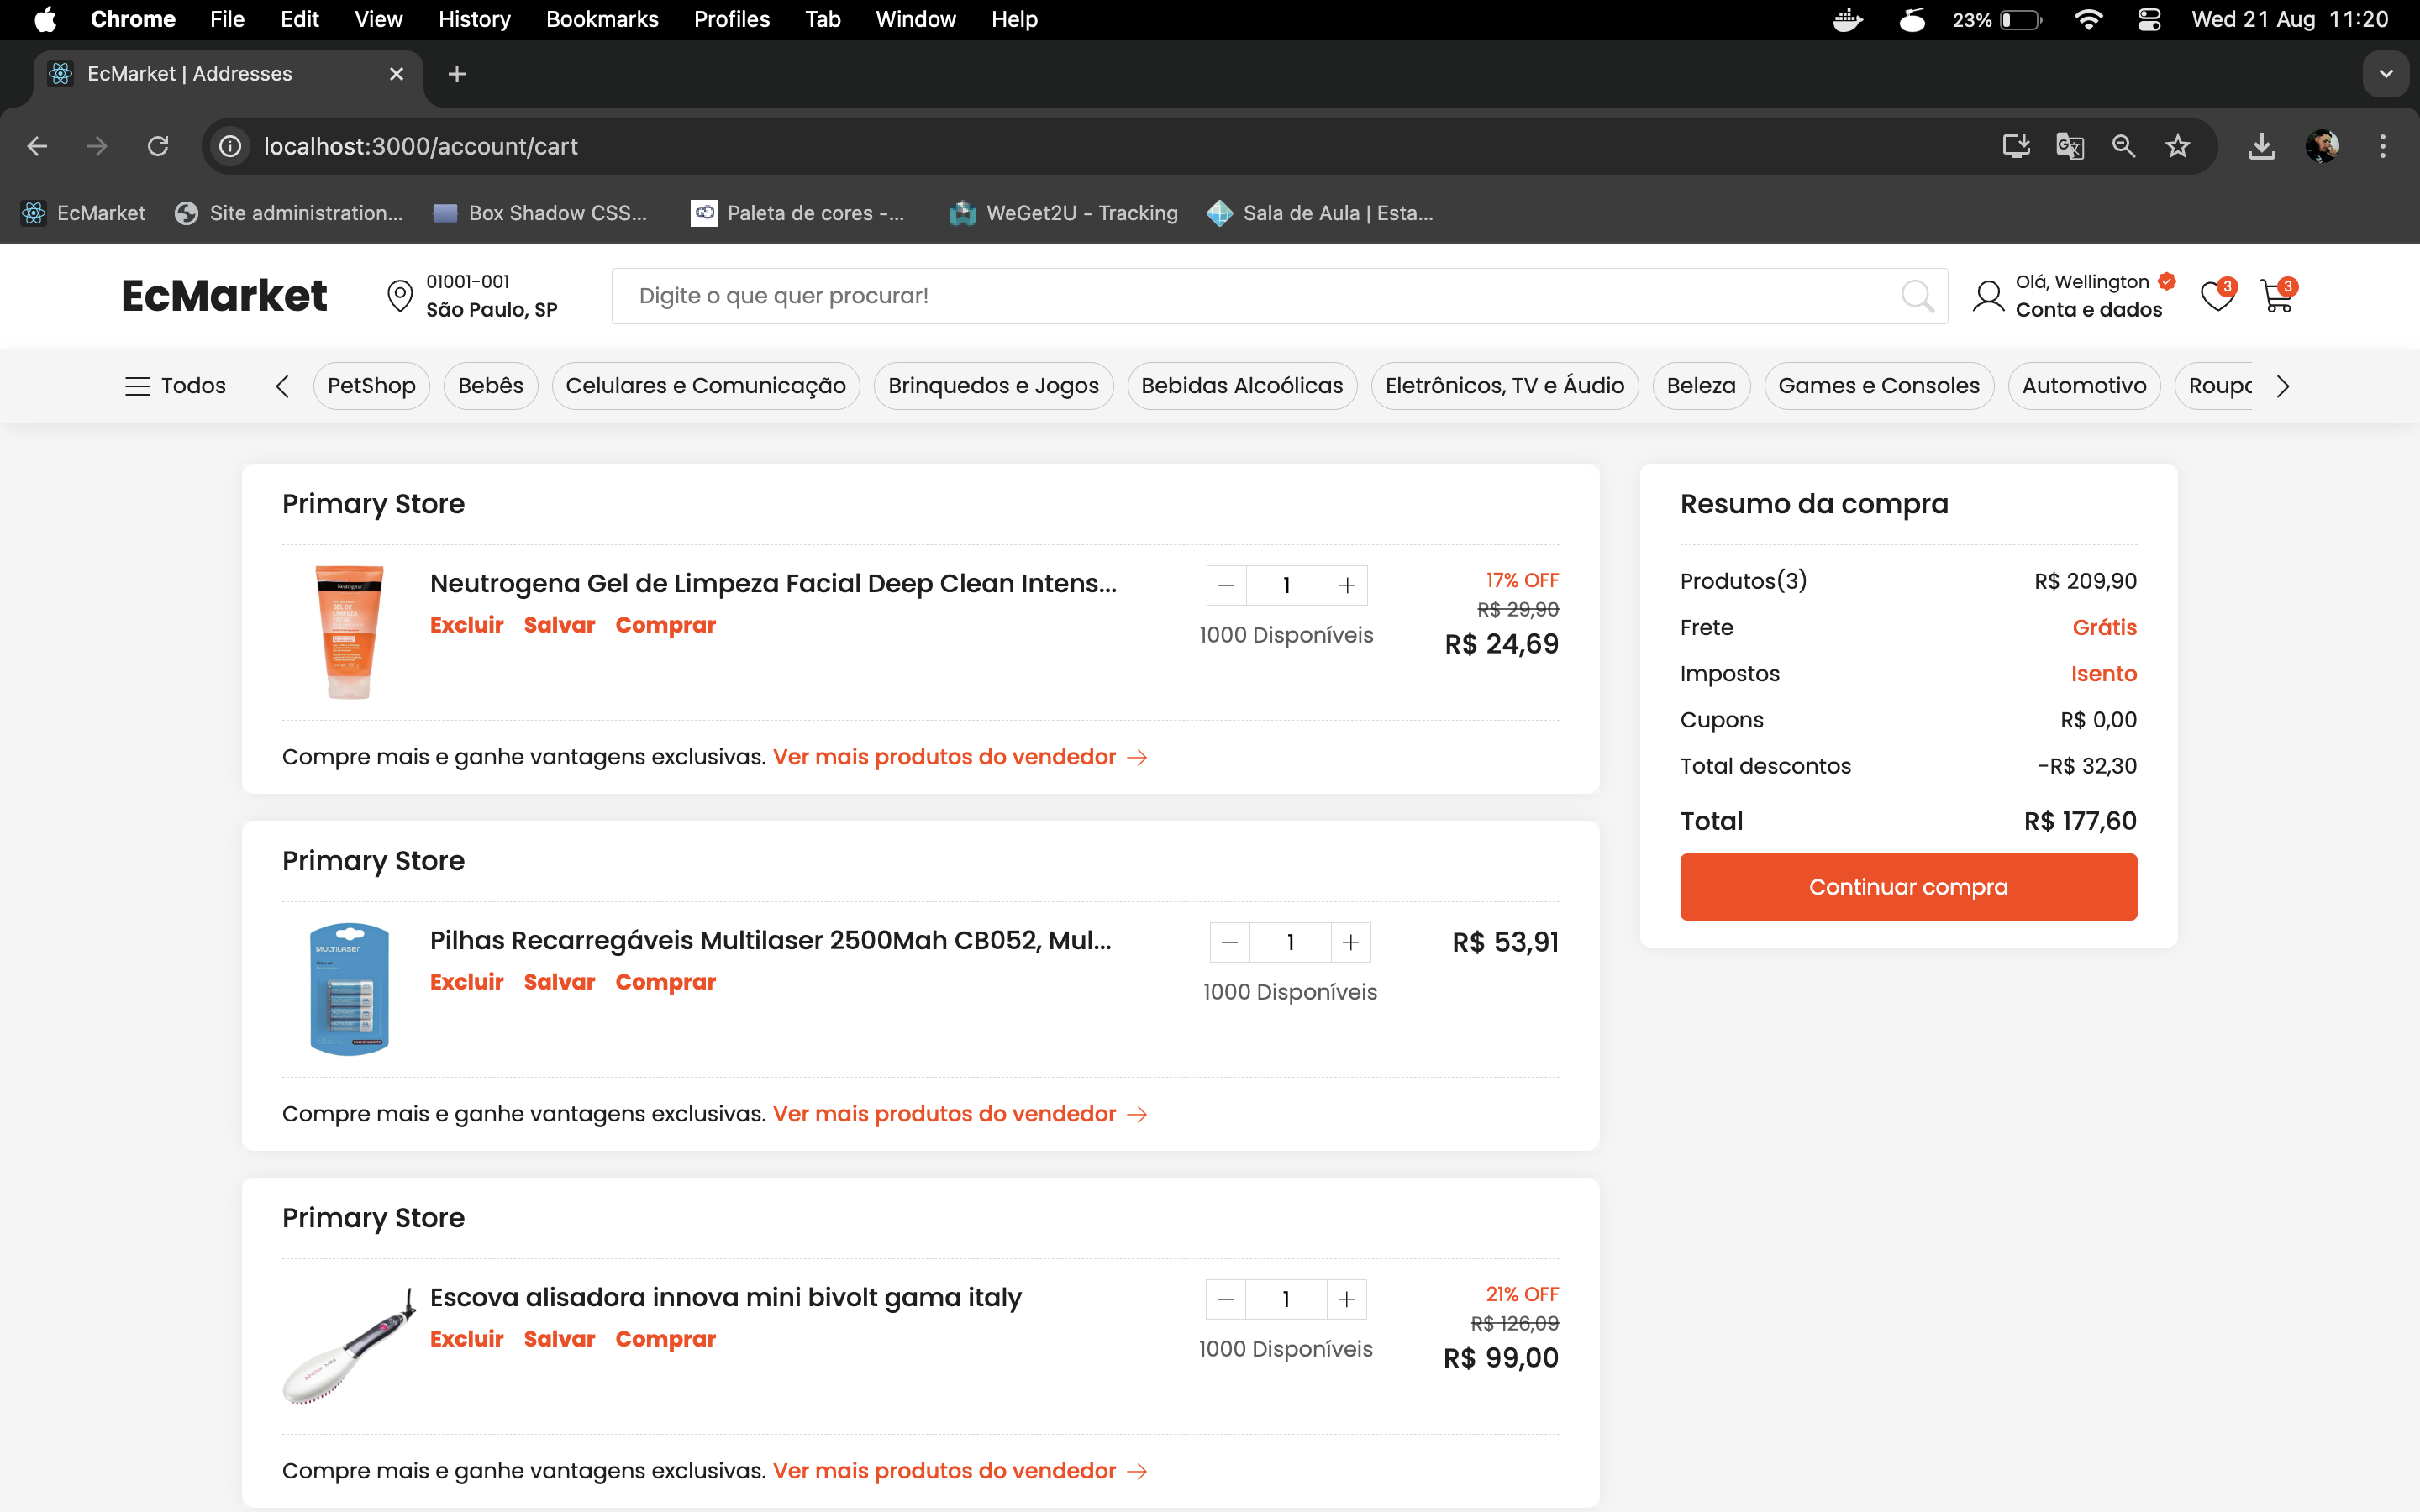 Chrome File Edit View History Bookmarks Profiles Tab Window Help 23% Wed 21 Aug 11:20
EcMarket | Addresses
localhost:3000/account/cart
EcMarket Site administration... Box Shadow CSS... Paleta de cores -... WeGet2U - Tracking Sala de Aula | Esta...
EcMarket
01001-001
São Paulo, SP
Digite o que quer procurar!
Olá, Wellington
Conta e dados
3
3
Todos PetShop Bebês Celulares e Comunicação Brinquedos e Jogos Bebidas Alcoólicas Eletrônicos, TV e Áudio Beleza Games e Consoles Automotivo Roupa
Primary Store
Neutrogena
GEL DE
LIMPEZA
FACIAL
Neutrogena Gel de Limpeza Facial Deep Clean Intens...
Excluir Salvar Comprar
1
1000 Disponíveis
17% OFF
R$ 29,90
R$ 24,69
Compre mais e ganhe vantagens exclusivas. Ver mais produtos do vendedor
Primary Store
MULTILASER
Pilhas Recarregáveis Multilaser 2500Mah CB052, Mul...
Excluir Salvar Comprar
1
1000 Disponíveis
R$ 53,91
Compre mais e ganhe vantagens exclusivas. Ver mais produtos do vendedor
Primary Store
INNOVA MINI
Escova alisadora innova mini bivolt gama italy
Excluir Salvar Comprar
1
1000 Disponíveis
21% OFF
R$ 126,09
R$ 99,00
Compre mais e ganhe vantagens exclusivas. Ver mais produtos do vendedor
Resumo da compra
Produtos(3) R$ 209,90
Frete Grátis
Impostos Isento
Cupons R$ 0,00
Total descontos -R$ 32,30
Total R$ 177,60
Continuar compra